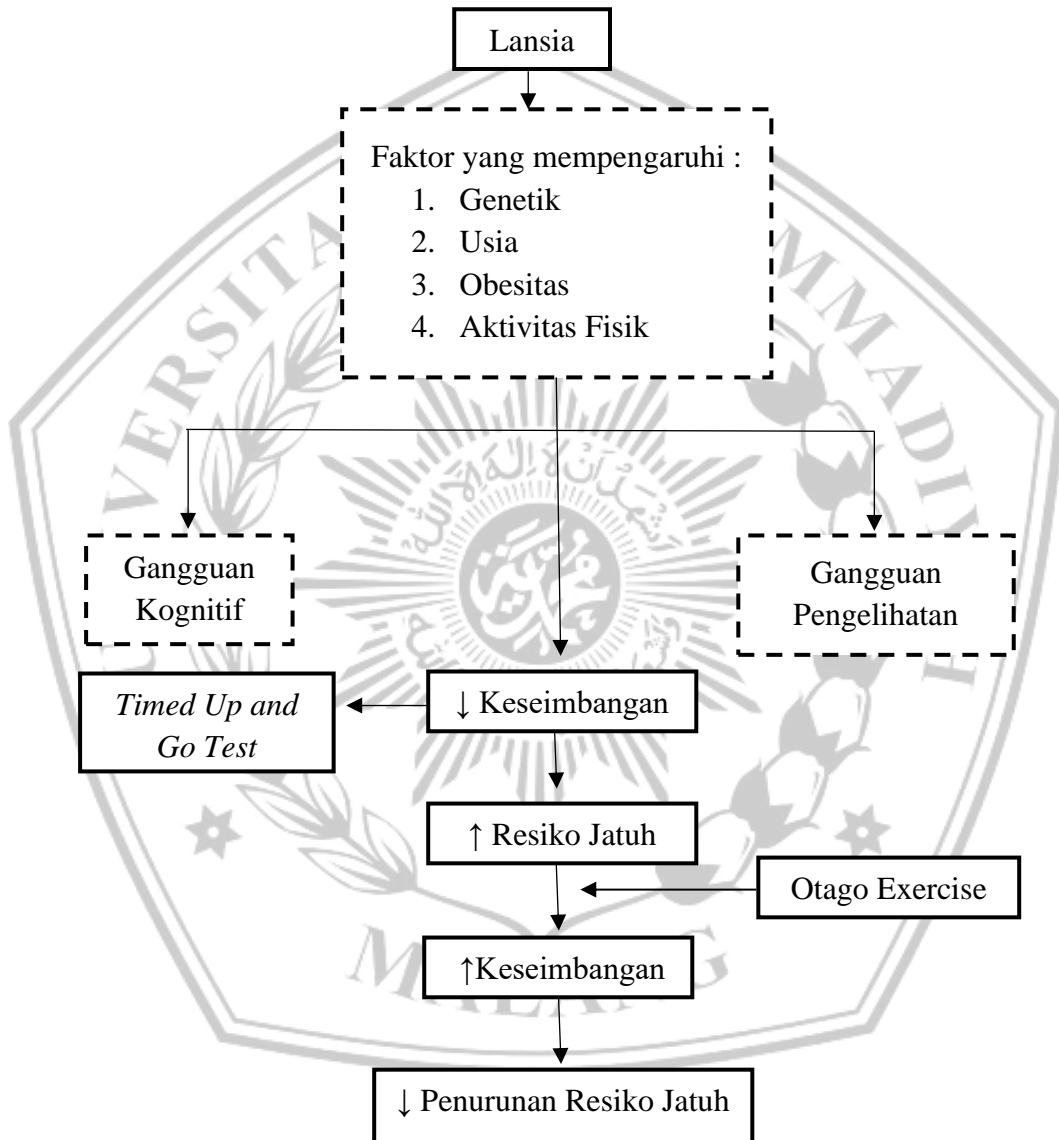 Lansia
Faktor yang mempengaruhi :
1. Genetik
2. Usia
3. Obesitas
4. Aktivitas Fisik
Gangguan
Kognitif
Gangguan
Pengelihatan
Timed Up and
Go Test
↓ Keseimbangan
↑ Resiko Jatuh
Otago Exercise
↑Keseimbangan
MALANG
↓ Penurunan Resiko Jatuh